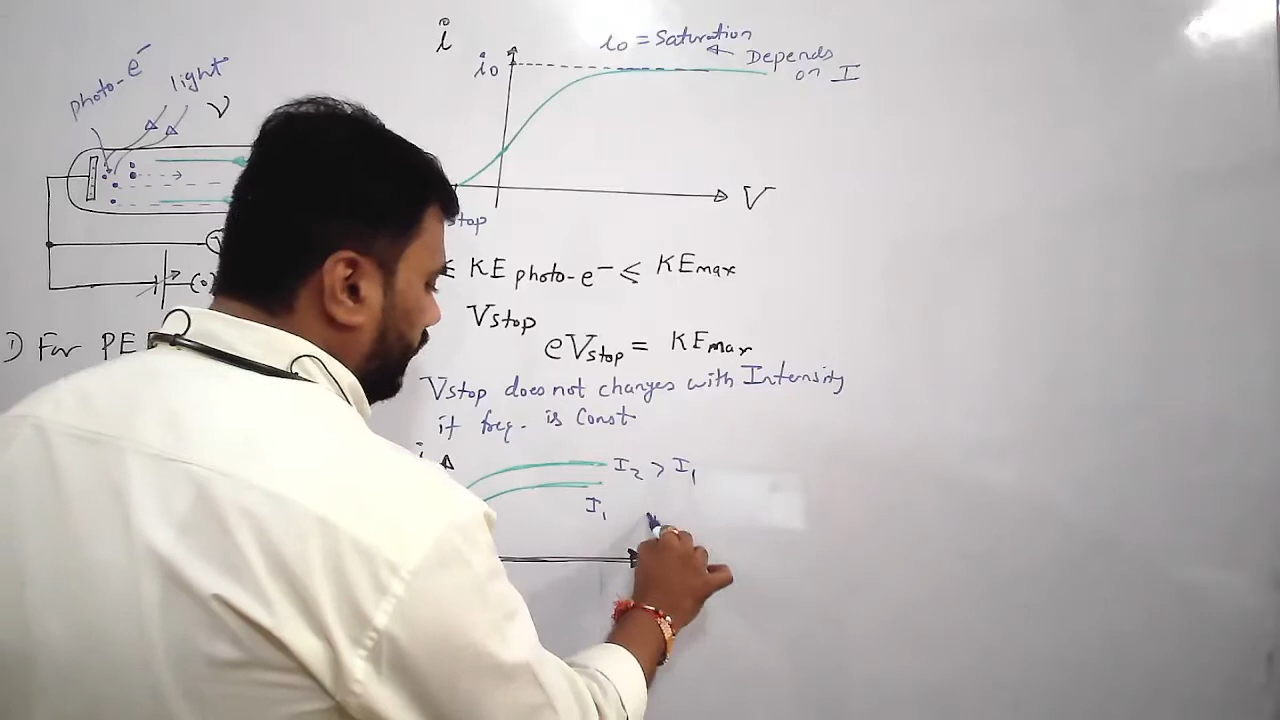 photo-e⁻
light
ν
i
i₀
i₀ = Saturation
Depends
on I
V
stop
≤ KE photo-e⁻ ≤ KEmax
Vstop
eVstop = KEmax
1) For PE
Vstop does not changes with Intensity
if freq. is Const
i
I₂ > I₁
I₁